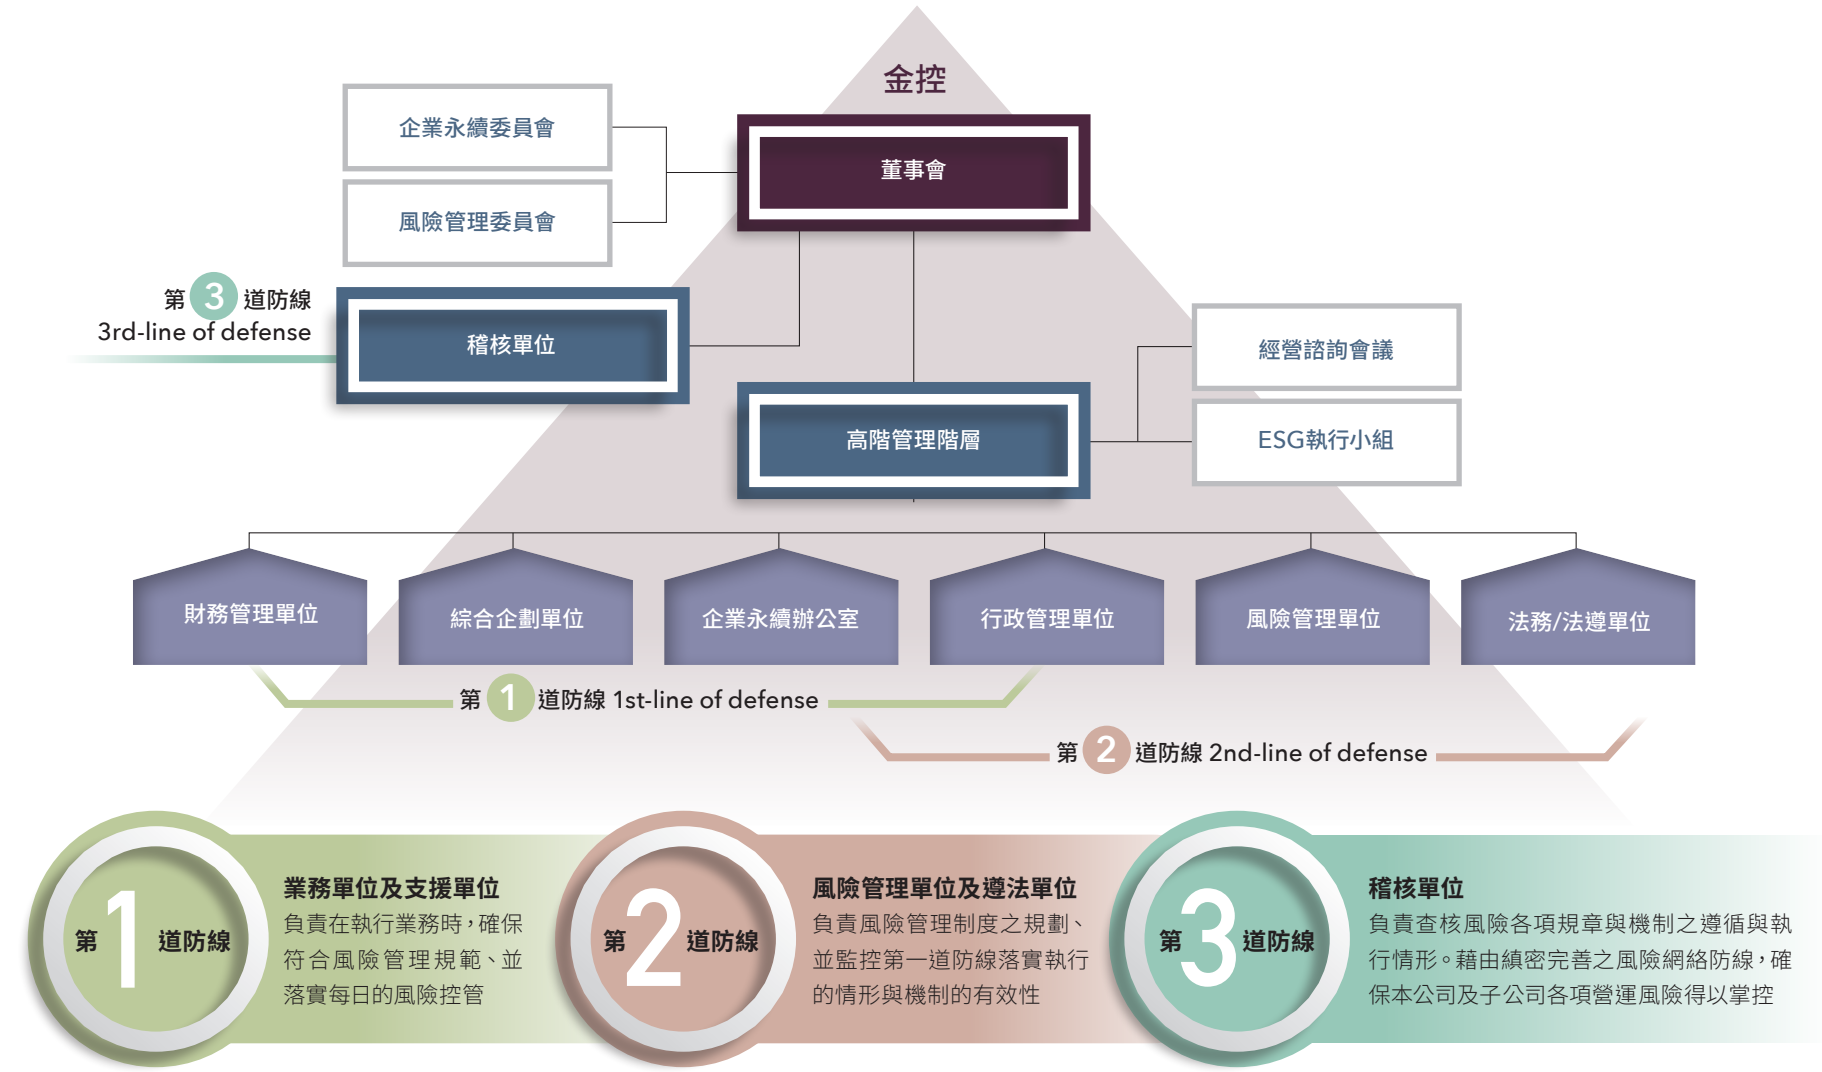 金控
企業永續委員會
董事會
風險管理委員會
第3道防線
3rd-line of defense
稽核單位
經營諮詢會議
高階管理階層
ESG執行小組
財務管理單位
綜合企劃單位
企業永續辦公室
行政管理單位
風險管理單位
法務/法遵單位
第1道防線 1st-line of defense
第2道防線 2nd-line of defense
第1道防線
業務單位及支援單位
負責在執行業務時，確保
符合風險管理規範、並
落實每日的風險控管
第2道防線
風險管理單位及遵法單位
負責風險管理制度之規劃、
並監控第一道防線落實執行
的情形與機制的有效性
第3道防線
稽核單位
負責查核風險各項規章與機制之遵循與執
行情形。藉由縝密完善之風險網絡防線，確
保本公司及子公司各項營運風險得以掌控